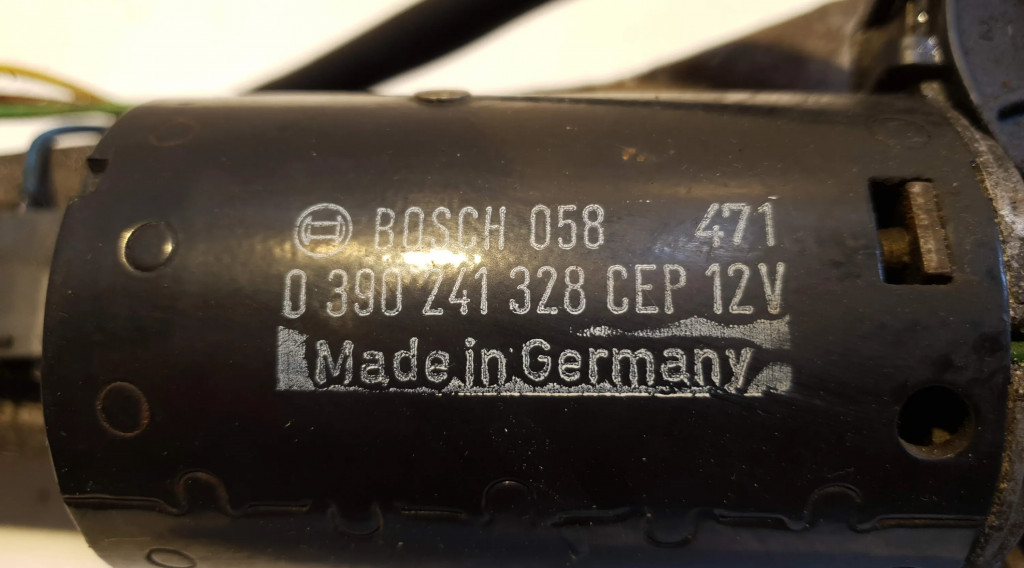 BOSCH 058 471
0 390 241 328 CEP 12V
Made in Germany